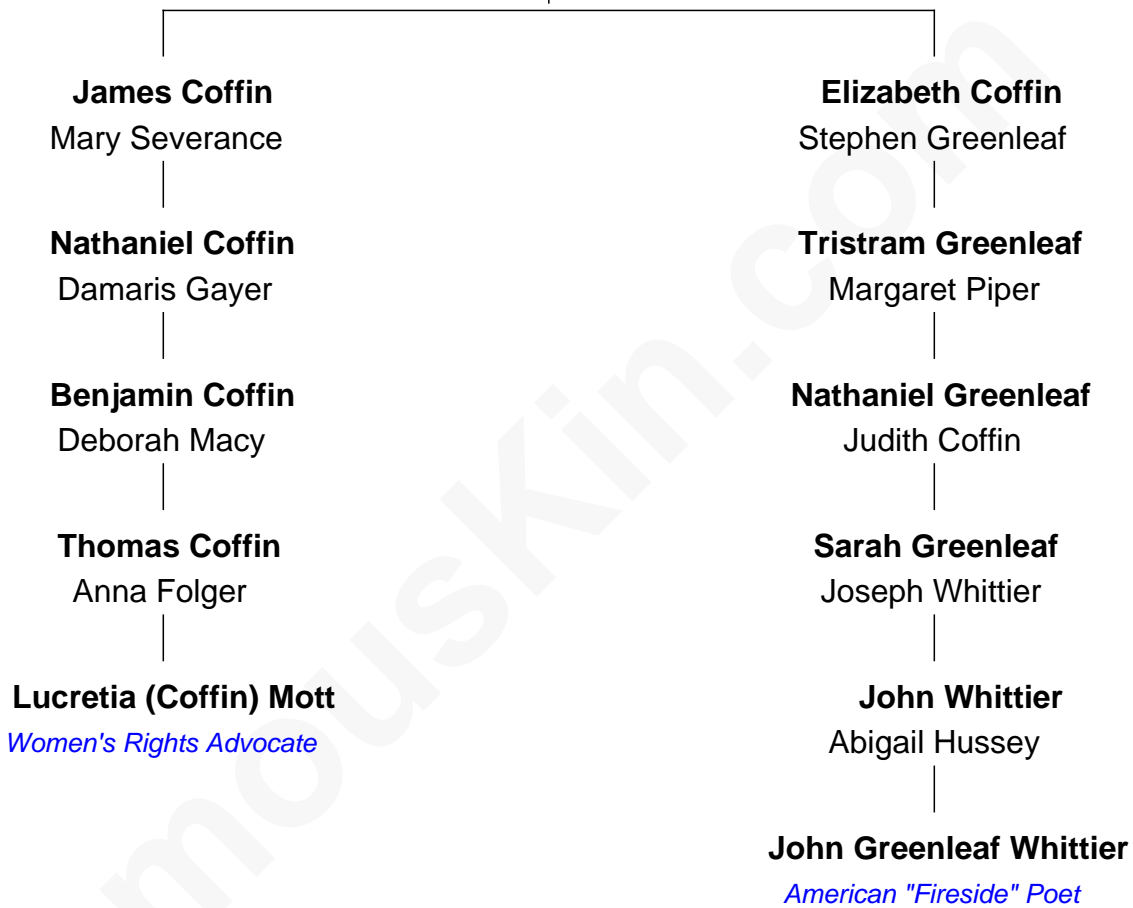 James Coffin
Mary Severance
Nathaniel Coffin
Damaris Gayer
Benjamin Coffin
Deborah Macy
Thomas Coffin
Anna Folger
Lucretia (Coffin) Mott
Women's Rights Advocate
Elizabeth Coffin
Stephen Greenleaf
Tristram Greenleaf
Margaret Piper
Nathaniel Greenleaf
Judith Coffin
Sarah Greenleaf
Joseph Whittier
John Whittier
Abigail Hussey
John Greenleaf Whittier
American "Fireside" Poet
mousKin.com